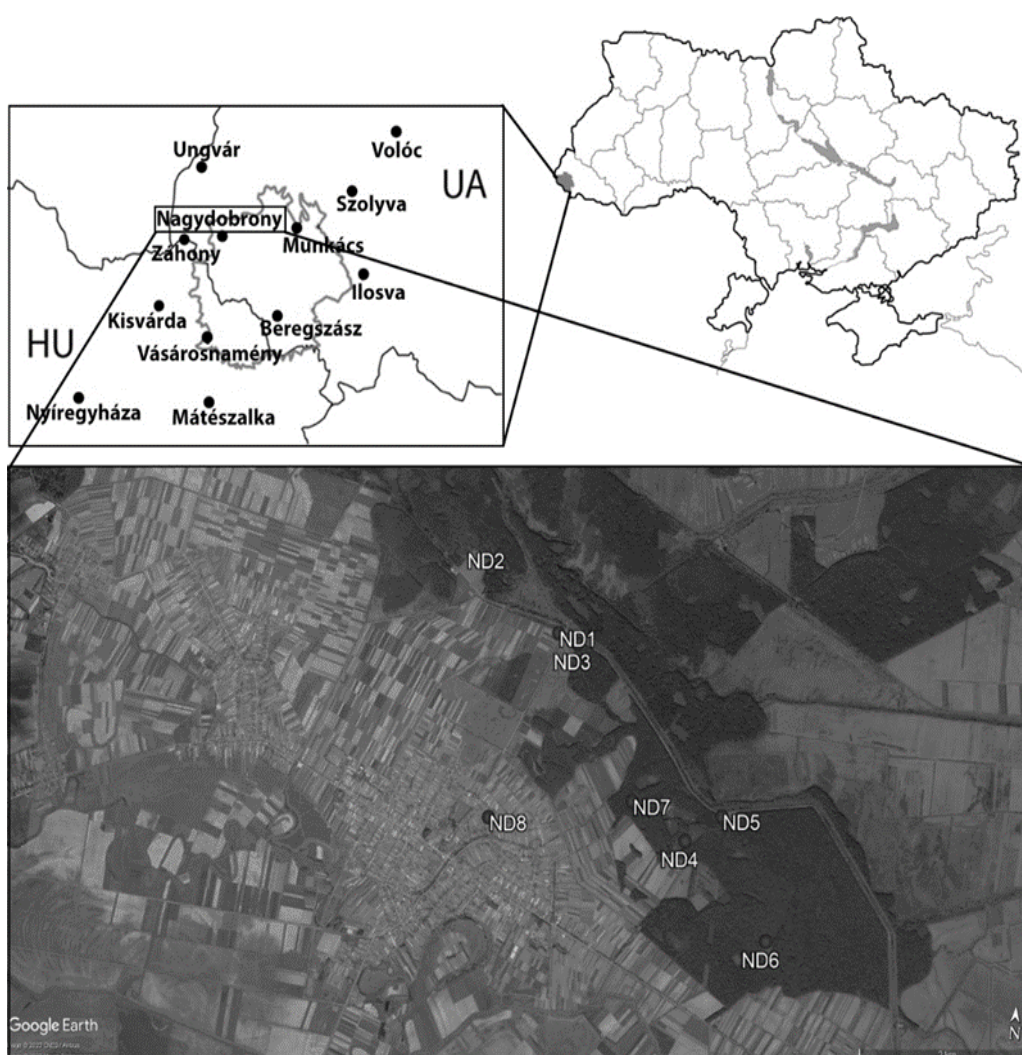 Ungvár
Volóc
UA
Szolyva
Nagydobrony
Munkács
Záhony
Ilosva
Kisvárda
Beregszász
HU
Vásárosnamény
Nyíregyháza
Mátészalka
ND2
ND1
ND3
ND7
ND8
ND5
ND4
ND6
Google Earth
N